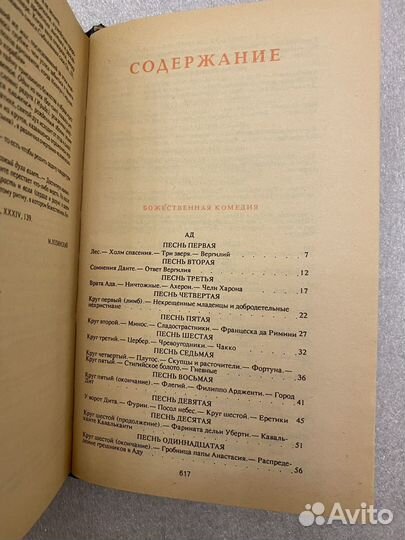 СОДЕРЖАНИЕ
БОЖЕСТВЕННАЯ КОМЕДИЯ
АД
ПЕСНЬ ПЕРВАЯ
Лес.— Холм спасения.— Три зверя.— Вергилий 7
ПЕСНЬ ВТОРАЯ
Сомнения Данте.— Ответ Вергилия 12
ПЕСНЬ ТРЕТЬЯ
Врата Ада.— Ничтожные.— Ахерон.— Челн Харона 17
ПЕСНЬ ЧЕТВЕРТАЯ
Круг первый (лимб).— Некрещенные младенцы и добродетельные
нехристиане 22
ПЕСНЬ ПЯТАЯ
Круг второй.— Минос.— Сладострастники.— Франческа да Римини 27
ПЕСНЬ ШЕСТАЯ
Круг третий.— Цербер.— Чревоугодники.— Чакко 32
ПЕСНЬ СЕДЬМАЯ
Круг четвертый.— Плутос.— Скупцы и расточители.— Фортуна.—
Круг пятый.— Стигийское болото.— Гневные 36
ПЕСНЬ ВОСЬМАЯ
Круг пятый (окончание).— Флегий.— Филиппо Ардженти.— Город
Дит 41
ПЕСНЬ ДЕВЯТАЯ
У ворот Дита.— Фурии.— Посол небес.— Круг шестой.— Еретики 45
ПЕСНЬ ДЕСЯТАЯ
Круг шестой (продолжение).— Фарината дельи Уберти.— Каваль-
канте Кавальканти 51
ПЕСНЬ ОДИННАДЦАТАЯ
Круг шестой (окончание).— Гробница папы Анастасия.— Распреде-
ление грешников в Аду 56
617
XXXIV, 139.
М.ЛОЗИНСКИЙ
Avito